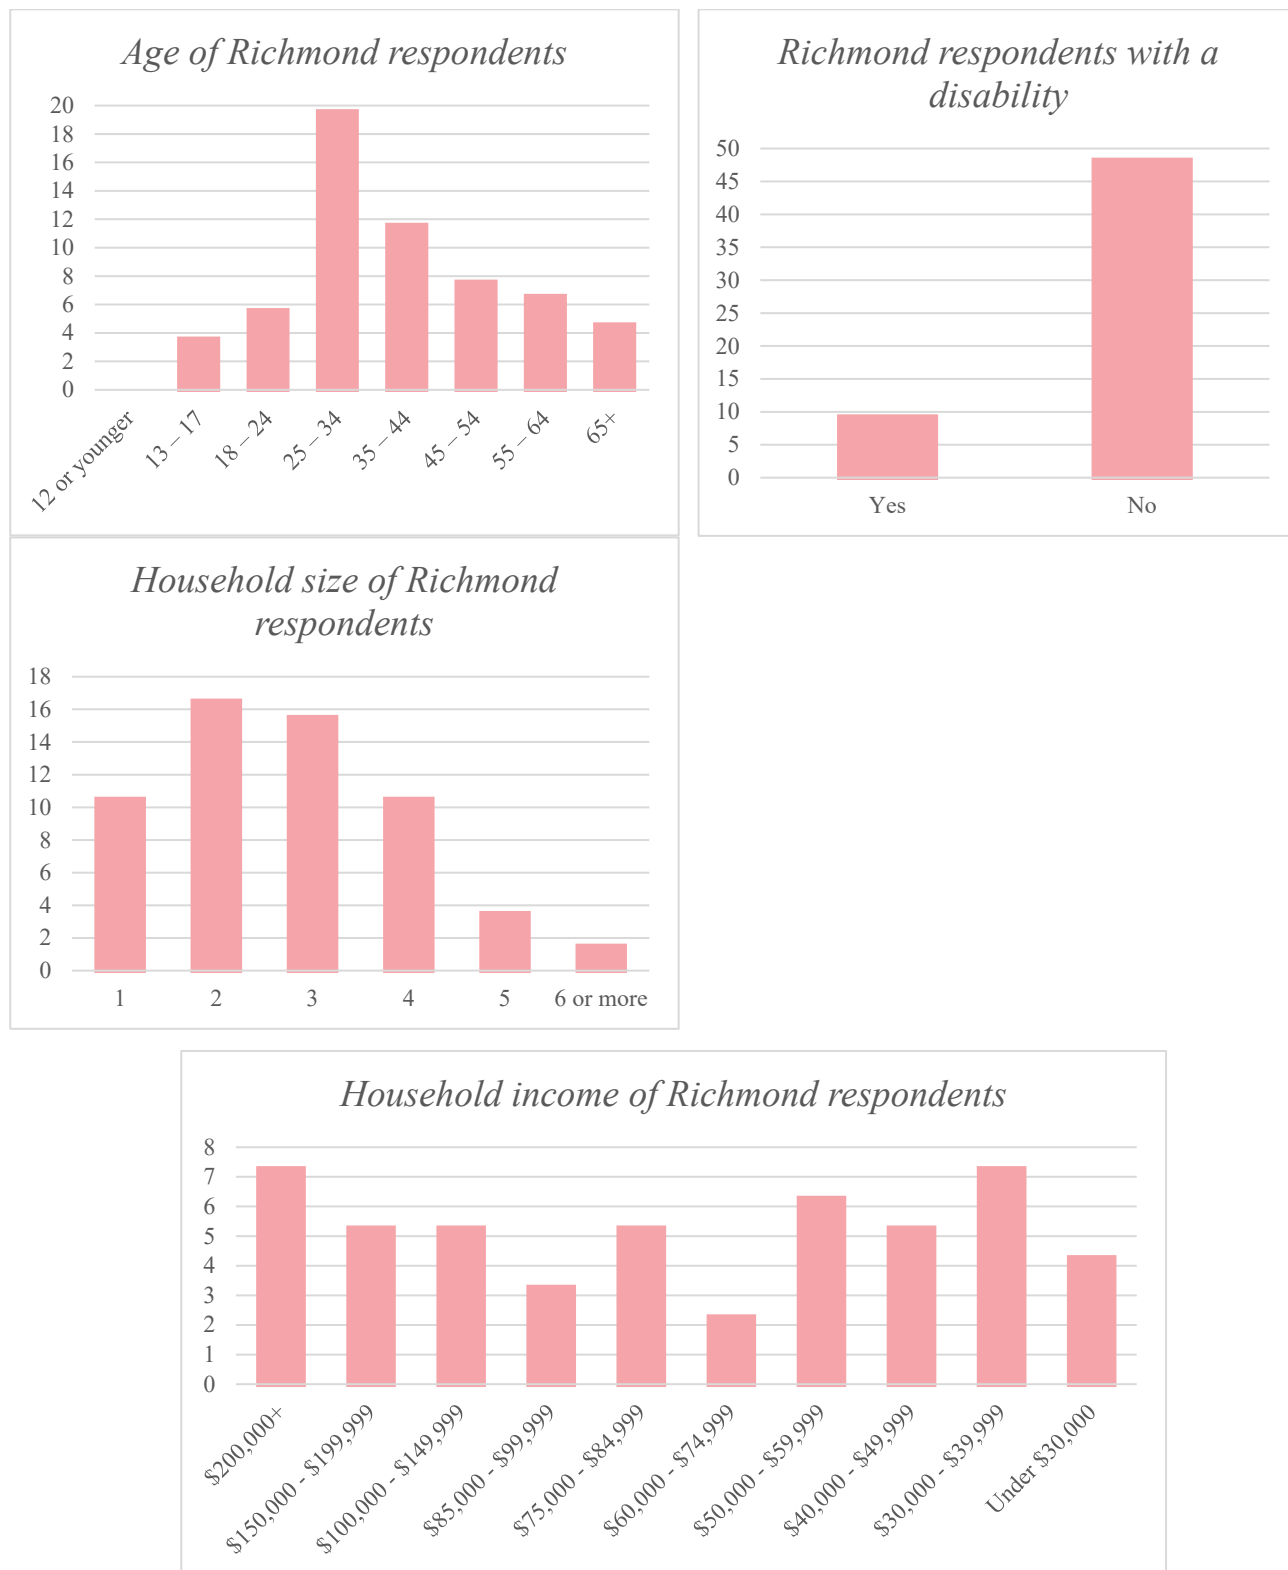 Age of Richmond respondents
20
18
16
14
12
10
8
6
4
2
0
12 or younger
13 – 17
18 – 24
25 – 34
35 – 44
45 – 54
55 – 64
65+
Richmond respondents with a
disability
50
45
40
35
30
25
20
15
10
5
0
Yes
No
Household size of Richmond
respondents
18
16
14
12
10
8
6
4
2
0
1
2
3
4
5
6 or more
Household income of Richmond respondents
8
7
6
5
4
3
2
1
0
$200,000+
$150,000 - $199,999
$100,000 - $149,999
$85,000 - $99,999
$75,000 - $84,999
$60,000 - $74,999
$50,000 - $59,999
$40,000 - $49,999
$30,000 - $39,999
Under $30,000